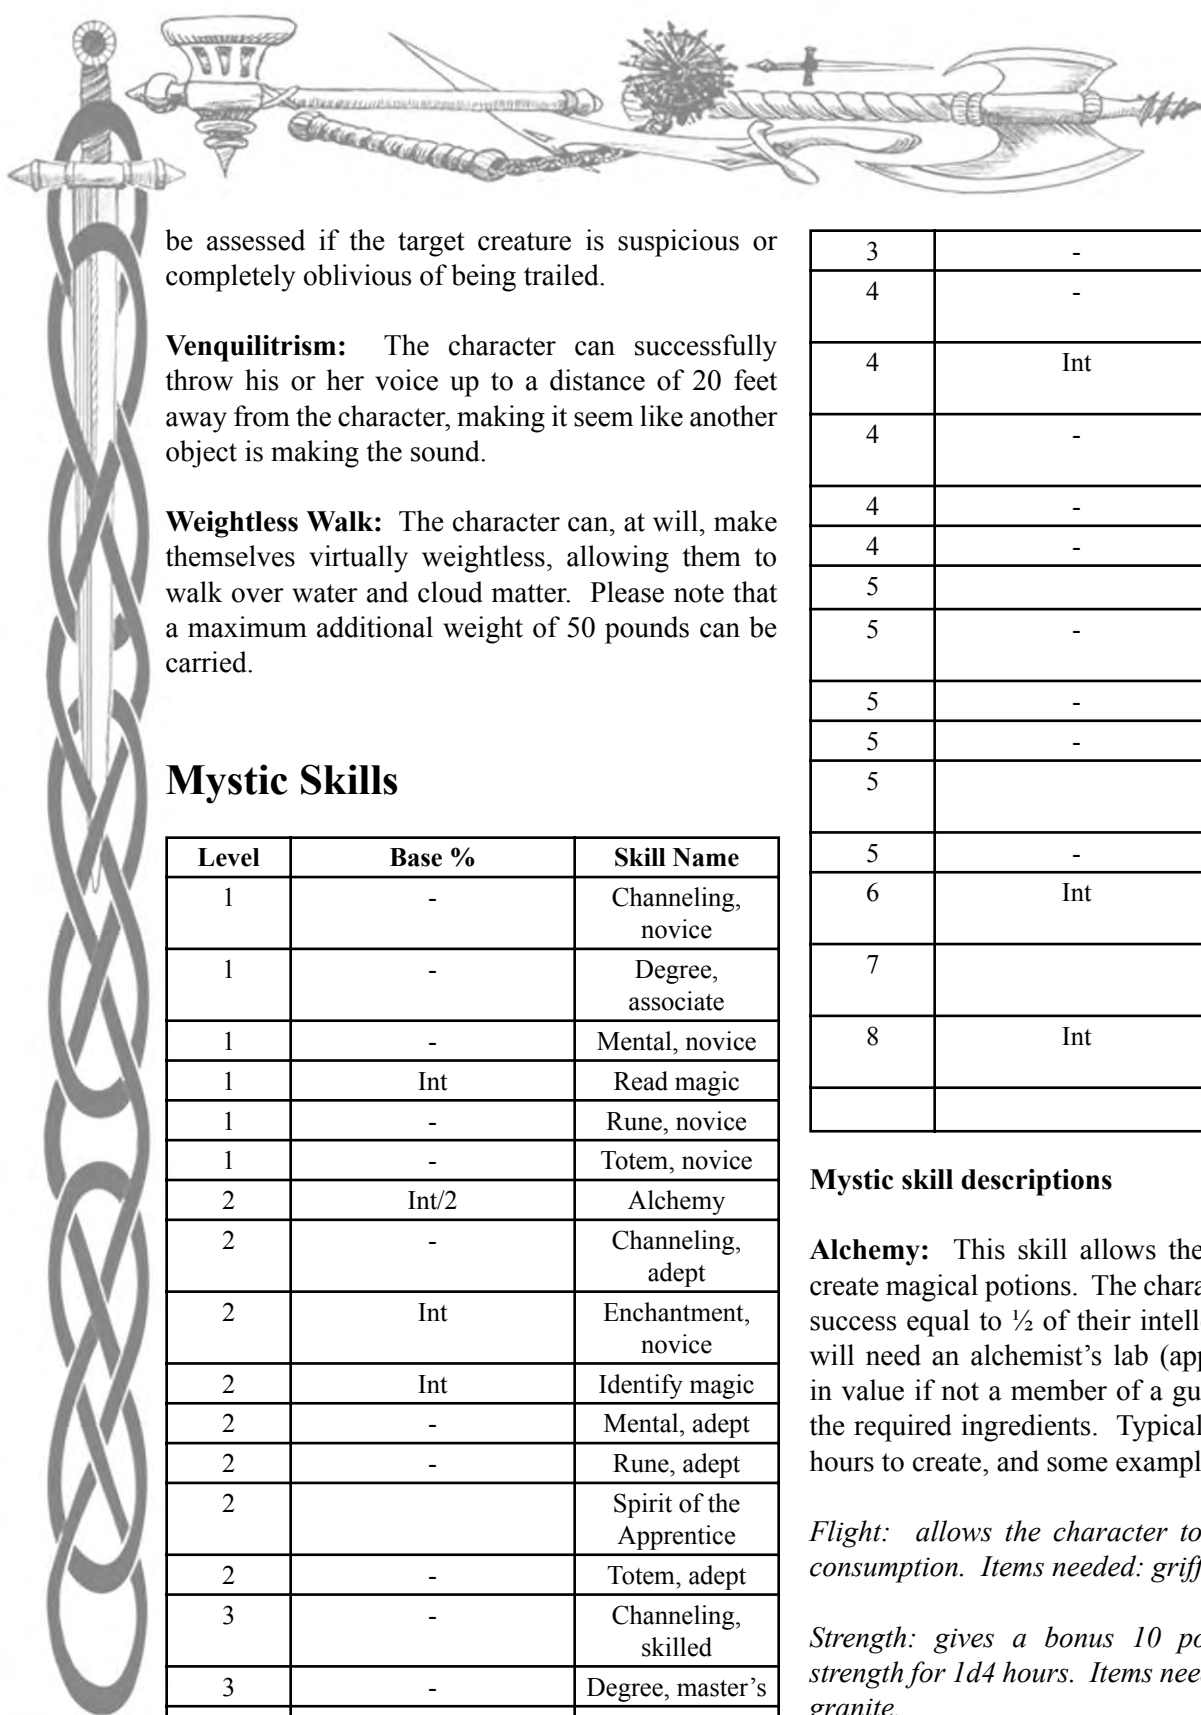 be assessed if the target creature is suspicious or
completely oblivious of being trailed.
Venquilitrism: The character can successfully
throw his or her voice up to a distance of 20 feet
away from the character, making it seem like another
object is making the sound.
Weightless Walk: The character can, at will, make
themselves virtually weightless, allowing them to
walk over water and cloud matter. Please note that
a maximum additional weight of 50 pounds can be
carried.
Mystic Skills
Level Base % Skill Name
1 - Channeling,
novice
1 - Degree,
associate
1 - Mental, novice
1 Int Read magic
1 - Rune, novice
1 - Totem, novice
2 Int/2 Alchemy
2 - Channeling,
adept
2 Int Enchantment,
novice
2 Int Identify magic
2 - Mental, adept
2 - Rune, adept
2 Spirit of the
Apprentice
2 - Totem, adept
3 - Channeling,
skilled
3 - Degree, master’s
3 -
4 -
4 Int
4 -
4 -
4 -
5
5 -
5 -
5 -
5
5 -
6 Int
7
8 Int
Mystic skill descriptions
Alchemy: This skill allows the
create magical potions. The
success equal to ½ of their
will need an alchemist’s lab
in value if not a member of a
the required ingredients.
hours to create, and some
Flight: allows the character to
consumption. Items needed:
Strength: gives a bonus 10
strength for 1d4 hours. Items
granite.